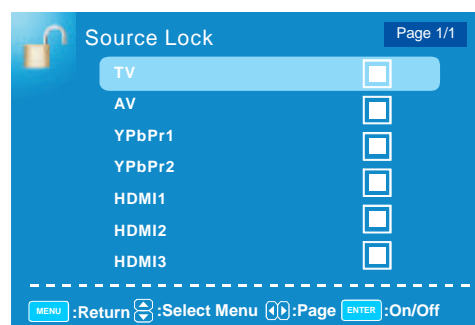 Source Lock
Page 1/1
TV
AV
YPbPr1
YPbPr2
HDMI1
HDMI2
HDMI3
MENU :Return :Select Menu :Page ENTER :On/Off